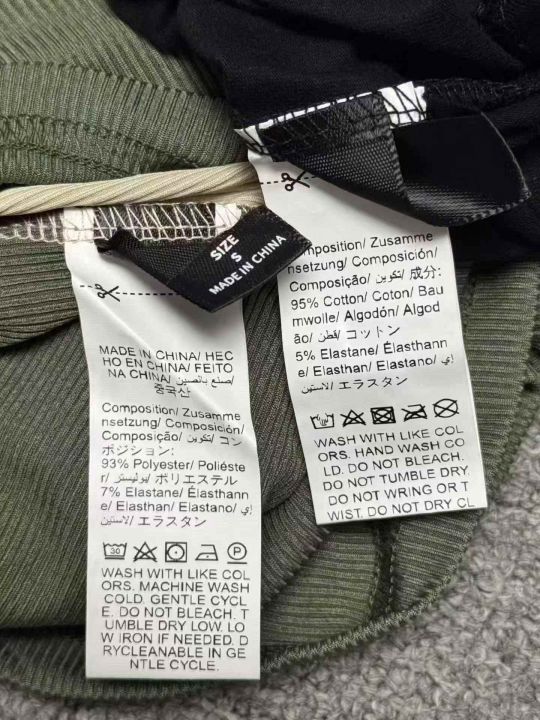 SIZE
S
MADE IN CHINA
MADE IN CHINA/ HEC
HO EN CHINA/ FEITO
NA CHINA/ صنع بالصين/
중국산
Composition/ Zusamme
nsetzung/ Composición/
Composição/ تكوين/ コン
ポジション:
93% Polyester/ Poliéste
r/ بوليستر/ ポリエステル
7% Elastane/ Élasthann
e/ Elasthan/ Elastano/ إي
لاستين/ エラスタン
30
P
WASH WITH LIKE COL
ORS. MACHINE WASH
COLD. GENTLE CYCL
E. DO NOT BLEACH. T
UMBLE DRY LOW. LO
W IRON IF NEEDED. D
RYCLEANABLE IN GE
NTLE CYCLE.
mposition/ Zusamme
nsetzung/ Composición/
Composição/ تكوين/ 成分:
95% Cotton/ Coton/ Bau
mwolle/ Algodón/ Algod
ão/ قطن/ コットン
5% Elastane/ Élasthann
e/ Elasthan/ Elastano/ إي
لاستين/ エラスタン
WASH WITH LIKE COL
ORS. HAND WASH CO
LD. DO NOT BLEACH.
DO NOT TUMBLE DRY.
DO NOT WRING OR T
WIST. DO NOT DRY CL